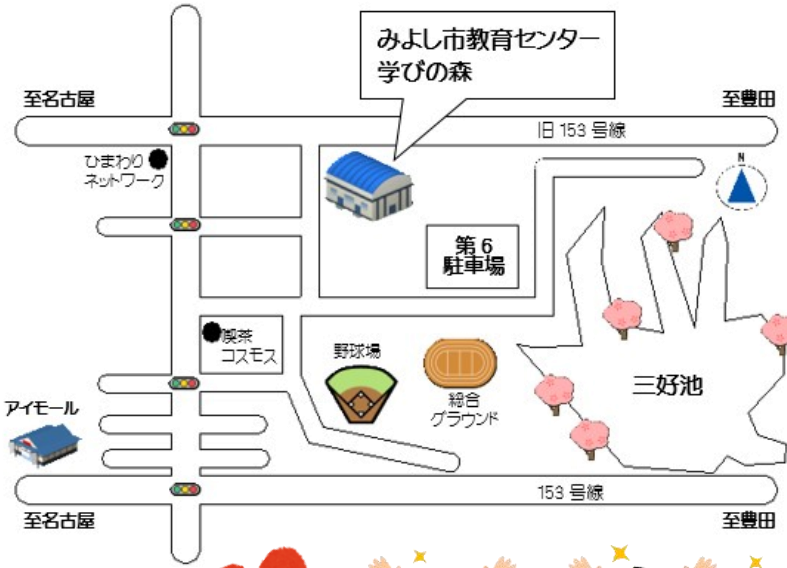 みよし市教育センター
学びの森
至名古屋
至豊田
旧 153 号線
ひまわり
ネットワーク
N
第 6
駐車場
喫茶
コスモス
野球場
総合
グラウンド
三好池
アイモール
153 号線
至名古屋
至豊田